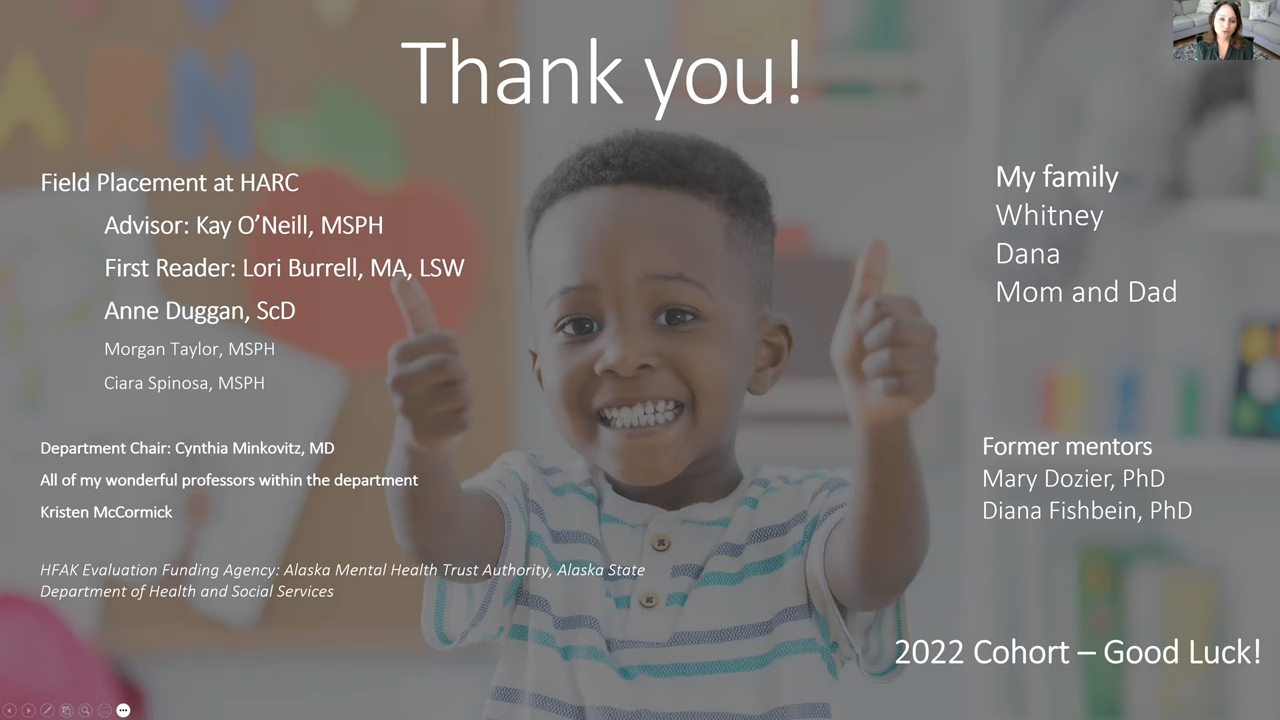 Thank you!
Field Placement at HARC
Advisor: Kay O’Neill, MSPH
First Reader: Lori Burrell, MA, LSW
Anne Duggan, ScD
Morgan Taylor, MSPH
Ciara Spinosa, MSPH
Department Chair: Cynthia Minkovitz, MD
All of my wonderful professors within the department
Kristen McCormick
HFAK Evaluation Funding Agency: Alaska Mental Health Trust Authority, Alaska State
Department of Health and Social Services
My family
Whitney
Dana
Mom and Dad
Former mentors
Mary Dozier, PhD
Diana Fishbein, PhD
2022 Cohort – Good Luck!
A
R
N